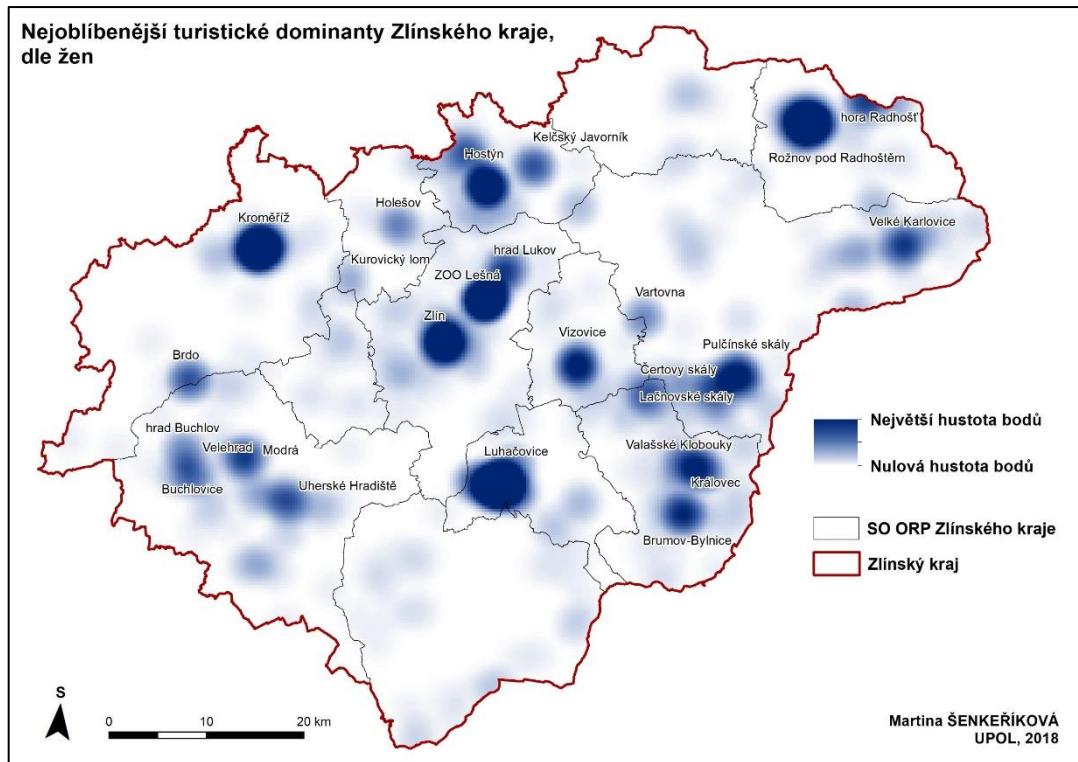 Nejoblíbenější turistické dominanty Zlínského kraje,
dle žen
hora Radhošť
Rožnov pod Radhoštěm
Kelčský Javorník
Hostýn
Holešov
Kroměříž
Velké Karlovice
hrad Lukov
Kurovický lom
ZOO Lešná
Vartovna
Zlín
Vizovice
Pulčínské skály
Brdo
Čertovy skály
Lačnovské skály
hrad Buchlov
Velehrad
Modrá
Luhačovice
Valašské Klobouky
Královec
Buchlovice
Uherské Hradiště
Brumov-Bylnice
Největší hustota bodů
Nulová hustota bodů
SO ORP Zlínského kraje
Zlínský kraj
S
0 10 20 km
Martina ŠENKEŘÍKOVÁ
UPOL, 2018